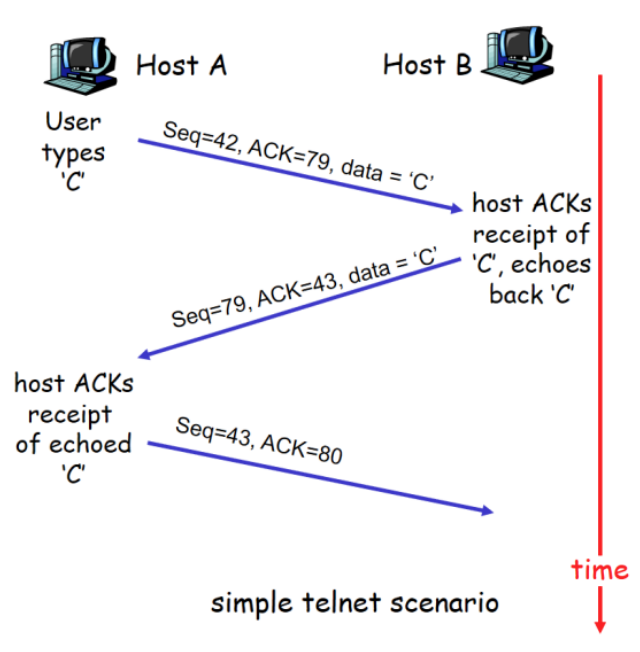 Host A
Host B
User
types
‘C’
Seq=42, ACK=79, data = ‘C’
host ACKs
receipt of
‘C’, echoes
back ‘C’
Seq=79, ACK=43, data = ‘C’
host ACKs
receipt
of echoed
‘C’
Seq=43, ACK=80
time
simple telnet scenario